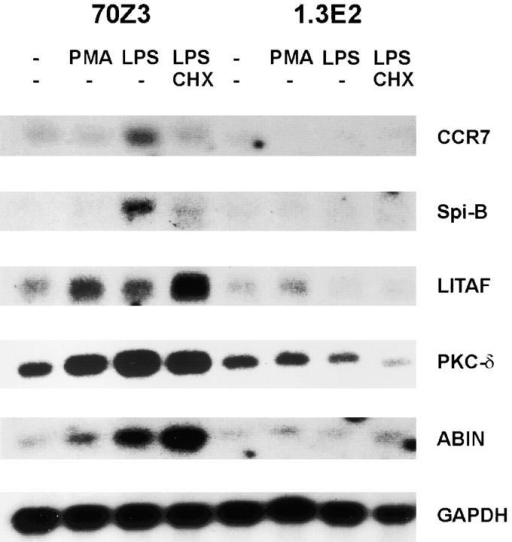 70Z3 1.3E2
- PMA LPS LPS - PMA LPS LPS
- - - CHX - - - CHX
CCR7
Spi-B
LITAF
PKC-δ
ABIN
GAPDH